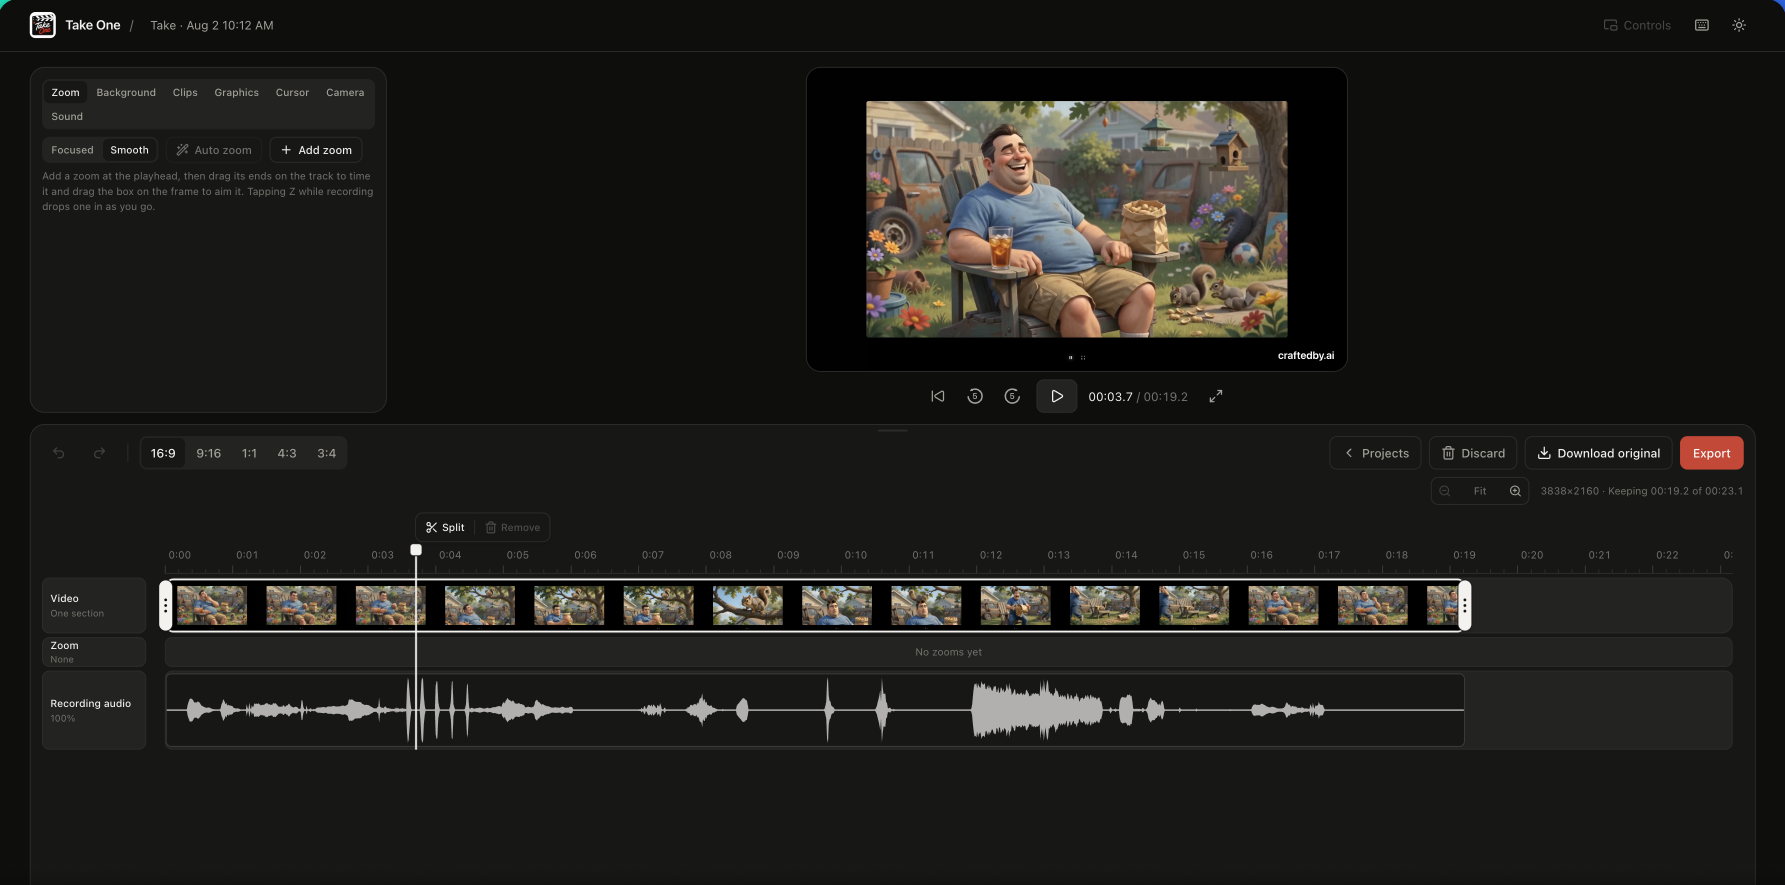 Take One / Take · Aug 2 10:12 AM
Controls
Zoom Background Clips Graphics Cursor Camera
Sound
Focused Smooth Auto zoom Add zoom
Add a zoom at the playhead, then drag its ends on the track to time
it and drag the box on the frame to aim it. Tapping Z while recording
drops one in as you go.
craftedby.ai
5 5 00:03.7 / 00:19.2
16:9 9:16 1:1 4:3 3:4
Projects Discard Download original Export
Fit 3838×2160 · Keeping 00:19.2 of 00:23.1
Split Remove
0:00 0:01 0:02 0:03 0:04 0:05 0:06 0:07 0:08 0:09 0:10 0:11 0:12 0:13 0:14 0:15 0:16 0:17 0:18 0:19 0:20 0:21 0:22 0:
Video
One section
Zoom
None
No zooms yet
Recording audio
100%